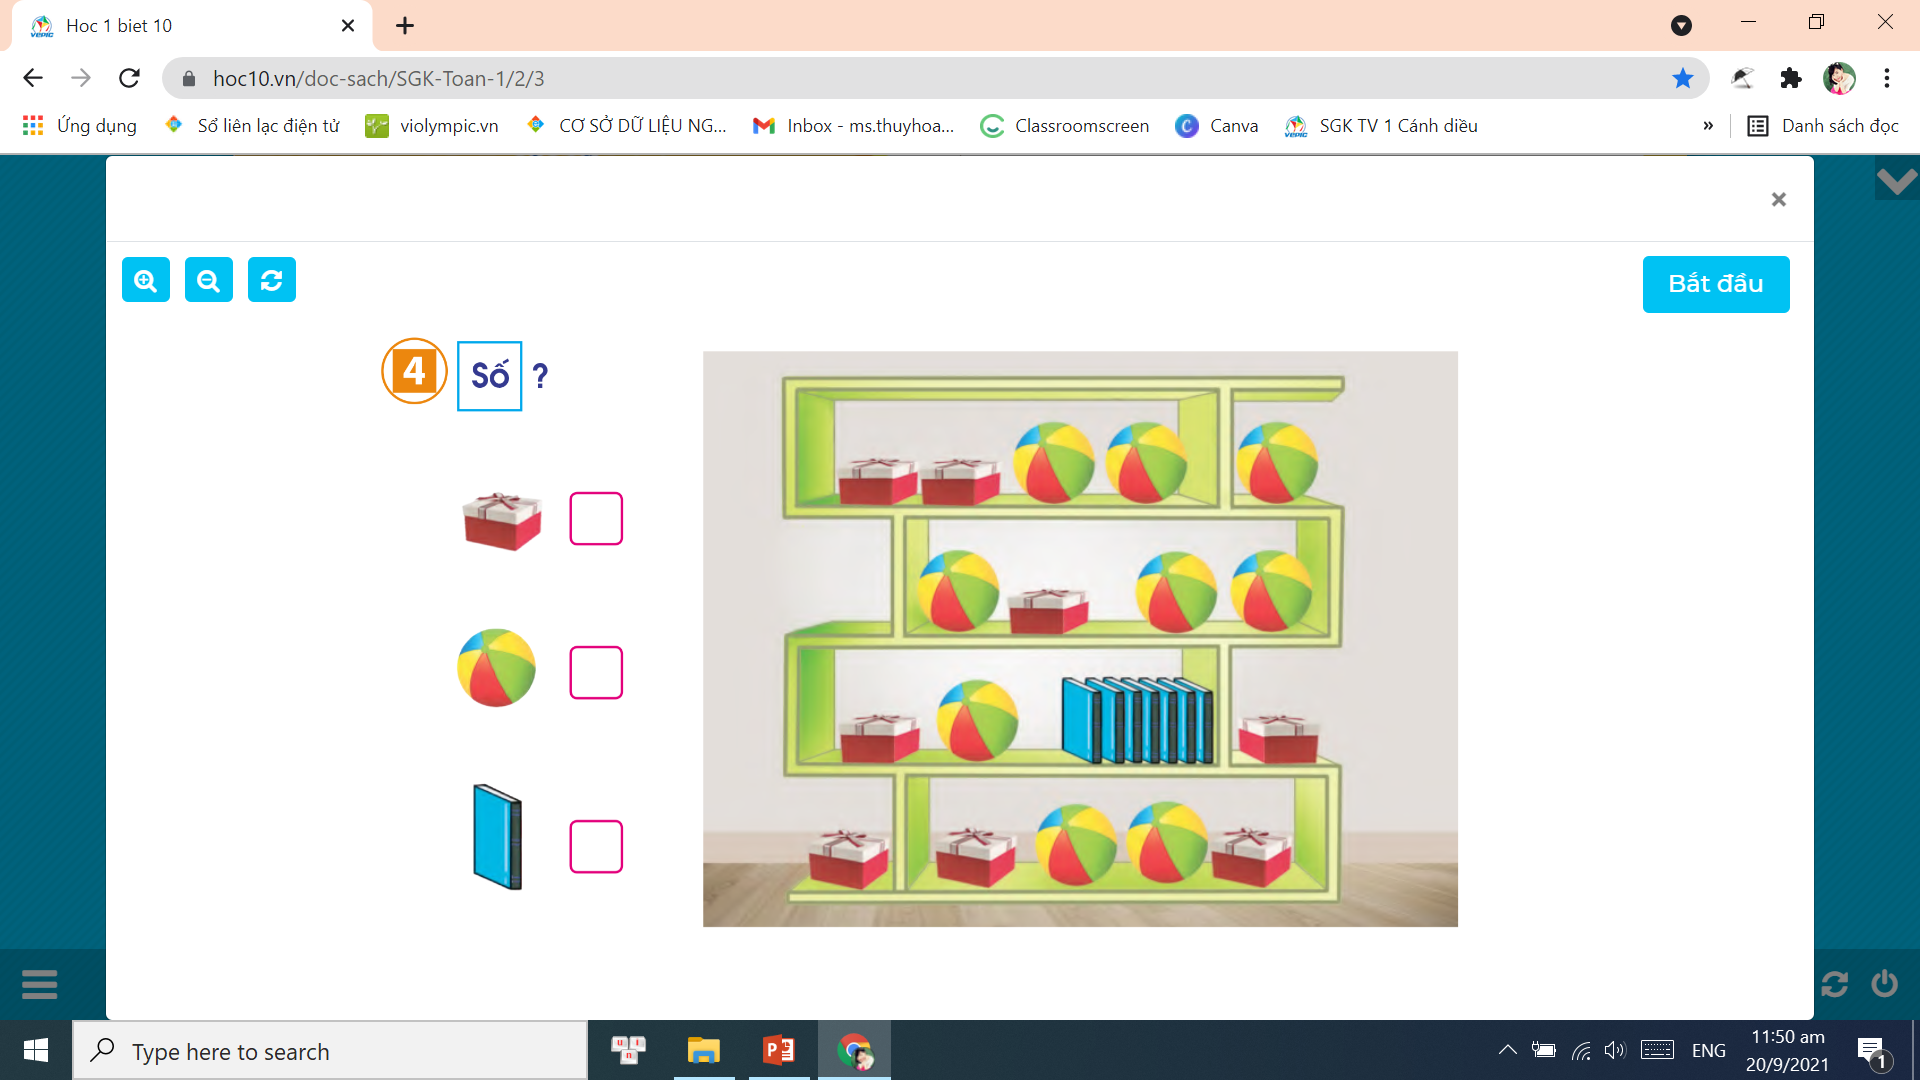 Hoc 1 biet 10
hoc10.vn/doc-sach/SGK-Toan-1/2/3
Ứng dụng
Sổ liên lạc điện tử
violympic.vn
CƠ SỞ DỮ LIỆU NG...
Inbox - ms.thuyhoa...
Classroomscreen
Canva
SGK TV 1 Cánh diều
»
Danh sách đọc
×
Bắt đầu
4 Số ?
Type here to search
ENG
11:50 am
20/9/2021
1